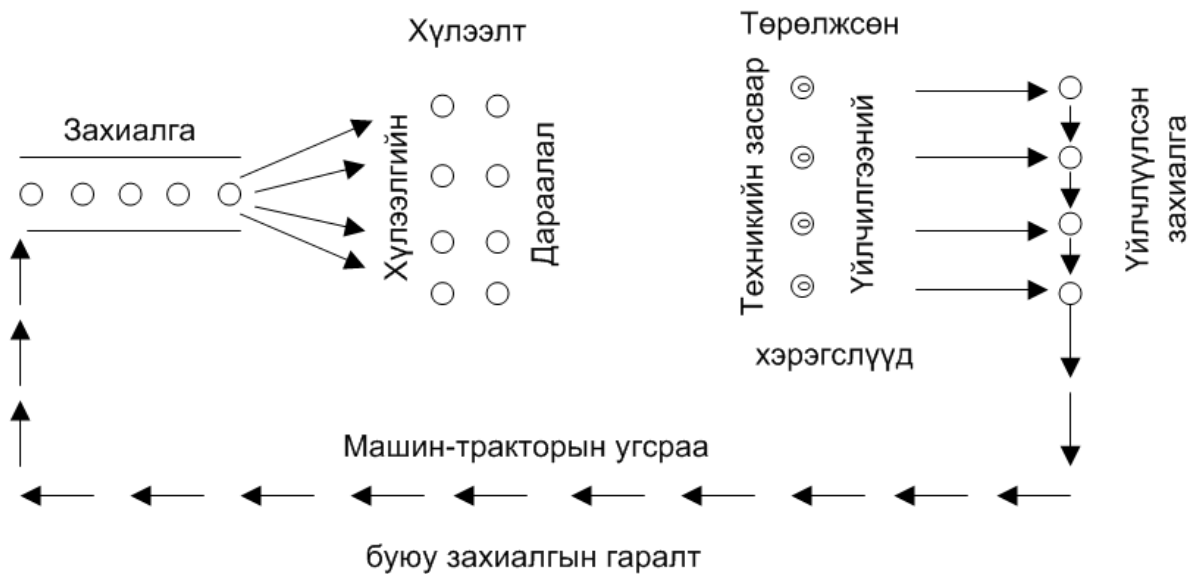 Хүлээлт
Төрөлжсөн
Захиалга
Хүлээлгийн
Дараалал
Техникийн засвар
Үйлчилгээний
Үйлчлүүлсэн
захиалга
хэрэгслүүд
Машин-тракторын угсраа
буюу захиалгын гаралт